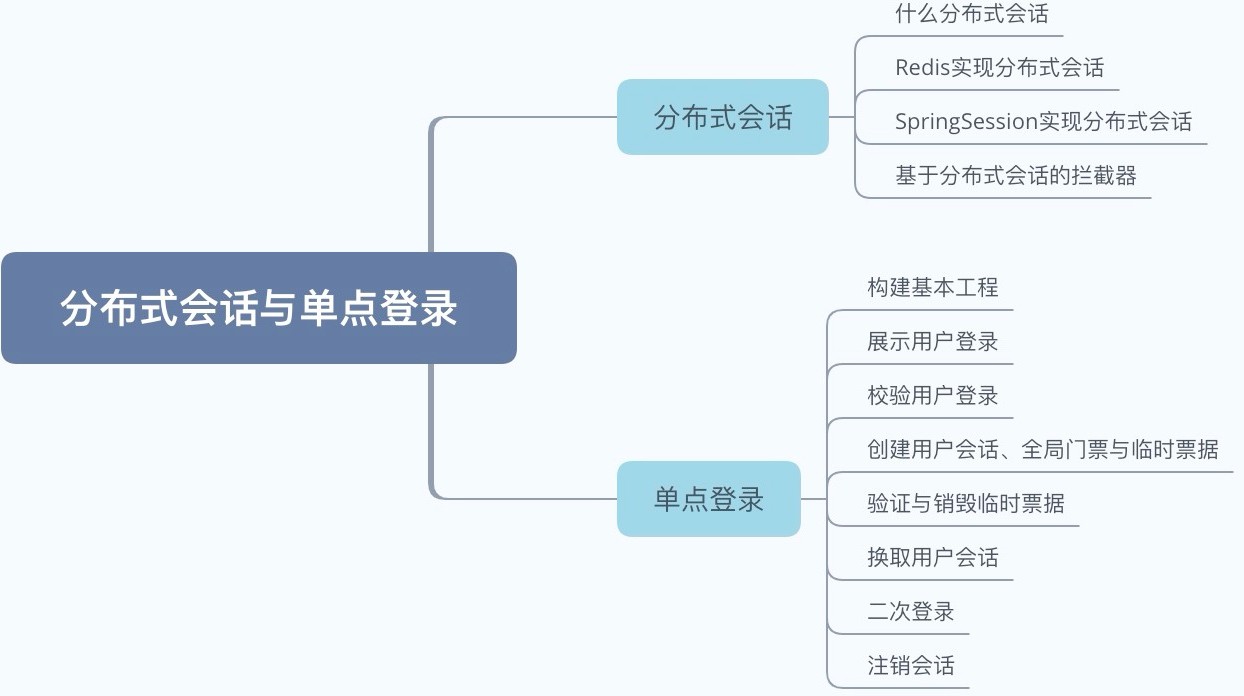 分布式会话与单点登录
分布式会话
什么分布式会话
Redis实现分布式会话
SpringSession实现分布式会话
基于分布式会话的拦截器
单点登录
构建基本工程
展示用户登录
校验用户登录
创建用户会话、全局门票与临时票据
验证与销毁临时票据
换取用户会话
二次登录
注销会话